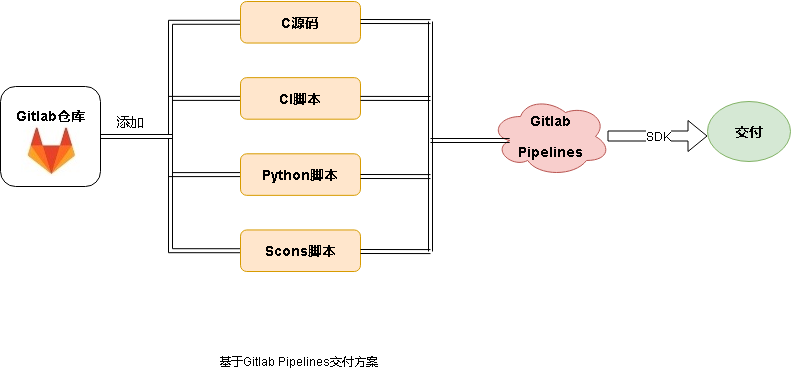 Gitlab仓库
添加
C源码
CI脚本
Python脚本
Scons脚本
Gitlab
Pipelines
SDK
交付
基于Gitlab Pipelines交付方案